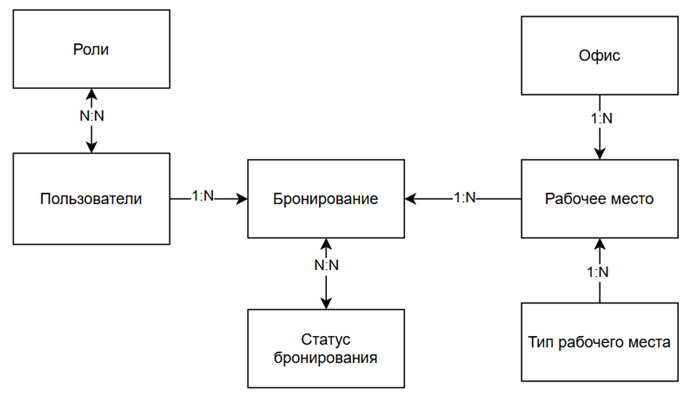 Роли
Офис
N:N
1:N
Пользователи
1:N
Бронирование
1:N
Рабочее место
N:N
1:N
Статус
бронирования
Тип рабочего места